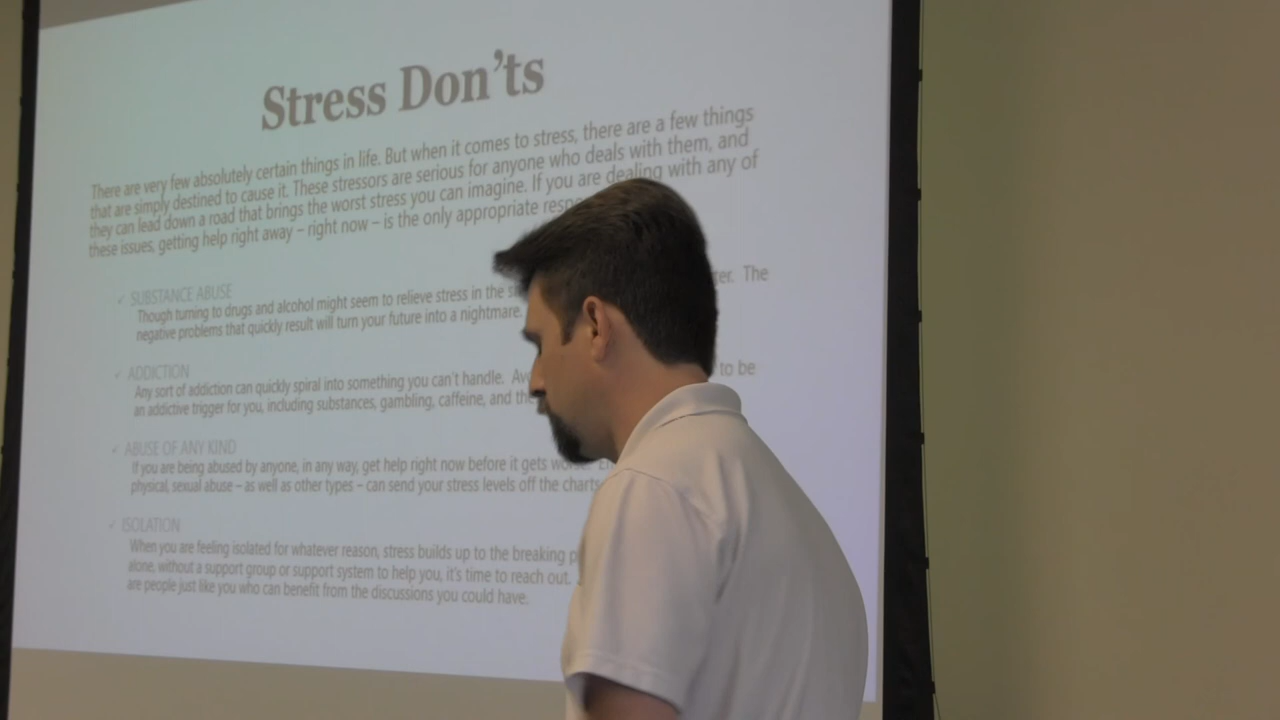 Stress Don'ts
There are very few absolutely certain things in life. But when it comes to stress, there are a few things
that are simply destined to cause it. These stressors are serious for anyone who deals with them, and
they can lead down a road that brings the worst stress you can imagine. If you are dealing with any of
these issues, getting help right away – right now – is the only appropriate
✓ SUBSTANCE ABUSE
Though turning to drugs and alcohol might seem to relieve stress in the The
negative problems that quickly result will turn your future into a nightmare.
✓ ADDICTION
Any sort of addiction can quickly spiral into something you can't handle. to be
an addictive trigger for you, including substances, gambling, caffeine, and
✓ ABUSE OF ANY KIND
If you are being abused by anyone, in any way, get help right now before it gets
physical, sexual abuse – as well as other types – can send your stress levels off the charts
✓ ISOLATION
When you are feeling isolated for whatever reason, stress builds up to the breaking
alone, without a support group or support system to help you, it's time to reach out.
are people just like you who can benefit from the discussions you could have.